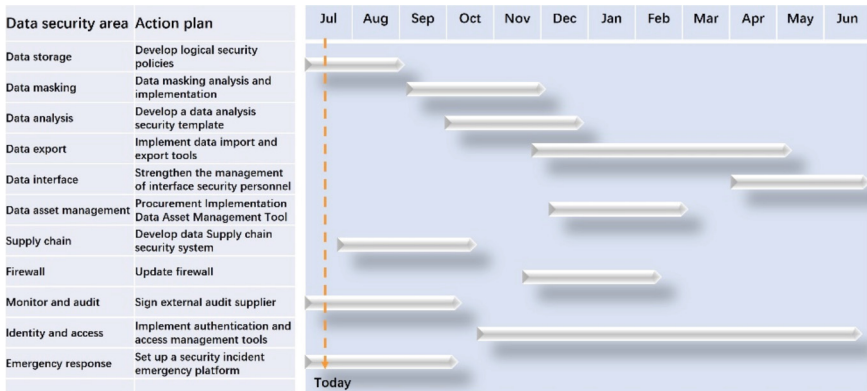 Data security area Action plan Jul Aug Sep Oct Nov Dec Jan Feb Mar Apr May Jun
Data storage Develop logical security
policies
Data masking Data masking analysis and
implementation
Data analysis Develop a data analysis
security template
Data export Implement data import and
export tools
Data interface Strengthen the management
of interface security personnel
Data asset management Procurement Implementation
Data Asset Management Tool
Supply chain Develop data Supply chain
security system
Firewall Update firewall
Monitor and audit Sign external audit supplier
Identity and access Implement authentication and
access management tools
Emergency response Set up a security incident
emergency platform
Today